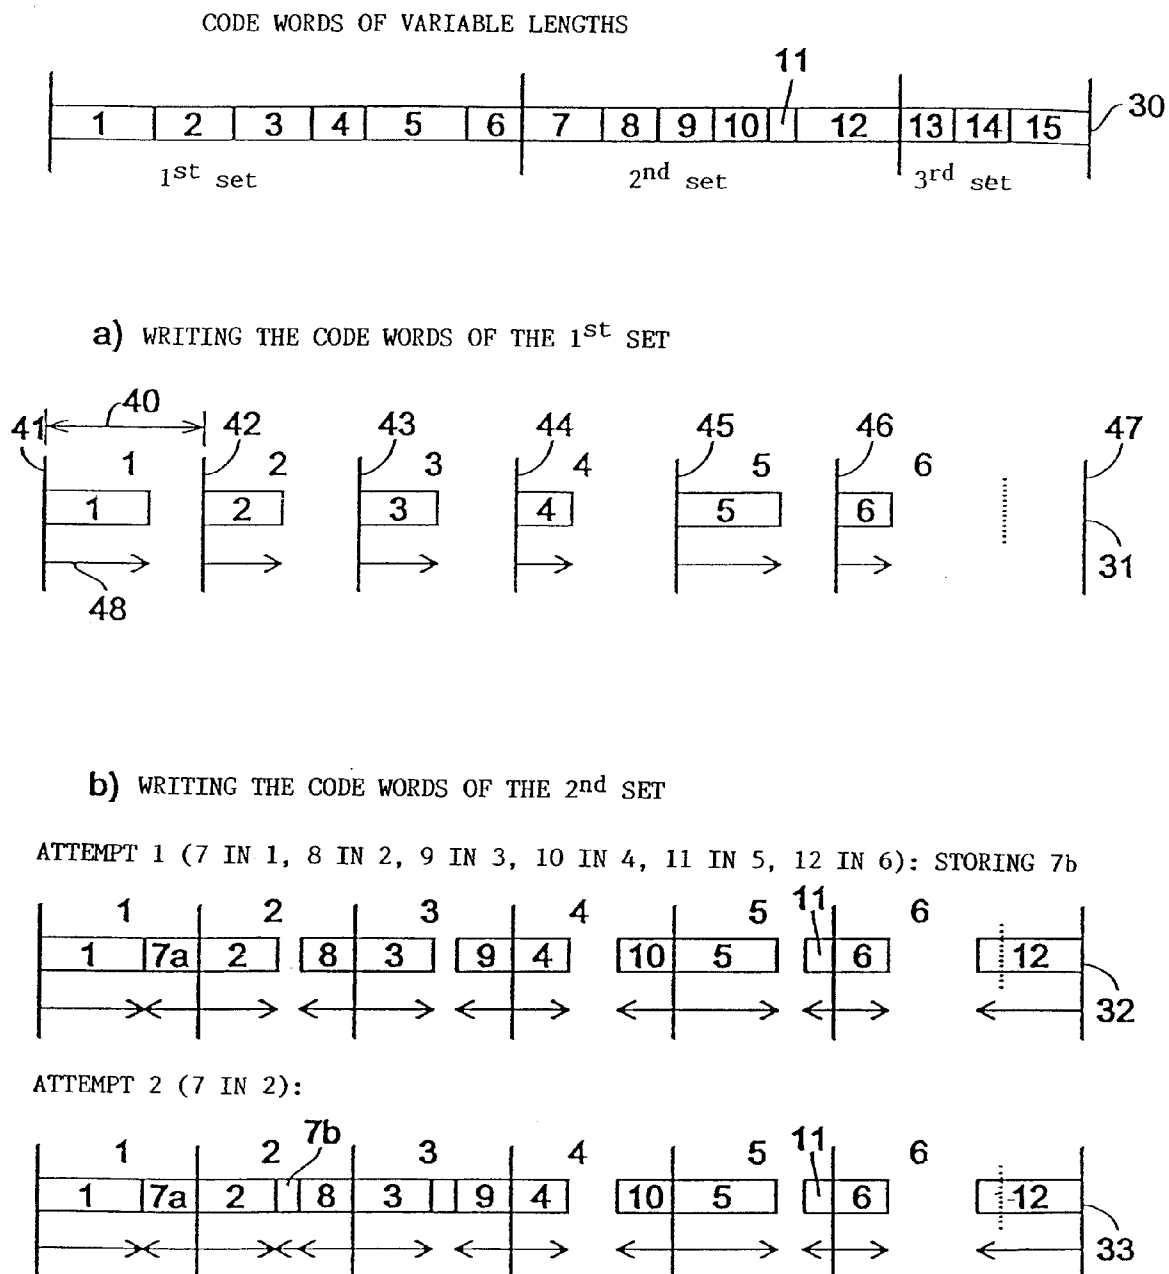 CODE WORDS OF VARIABLE LENGTHS
11
1 2 3 4 5 6 7 8 9 10 12 13 14 15 30
1st set 2nd set 3rd set
a) WRITING THE CODE WORDS OF THE 1st SET
41 40 42 43 44 45 46 47
1 2 3 4 5 6
1 2 3 4 5 6
48 31
b) WRITING THE CODE WORDS OF THE 2nd SET
ATTEMPT 1 (7 IN 1, 8 IN 2, 9 IN 3, 10 IN 4, 11 IN 5, 12 IN 6): STORING 7b
1 2 3 4 5 11 6
1 7a 2 8 3 9 4 10 5 6 12
32
ATTEMPT 2 (7 IN 2):
1 2 7b 3 4 5 11 6
1 7a 2 8 3 9 4 10 5 6 12
33